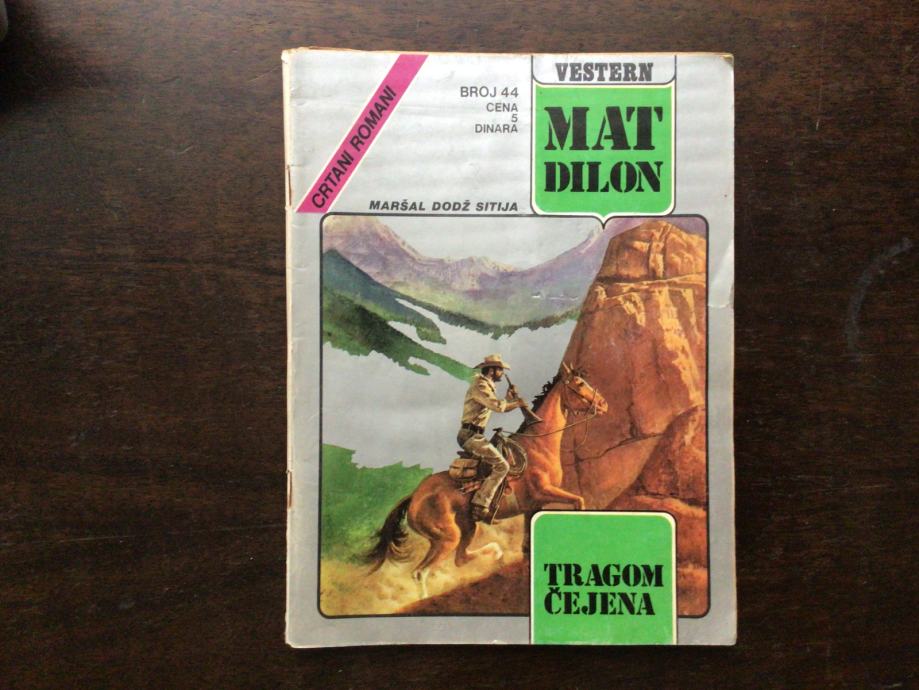 CRTANI ROMANI
BROJ 44
CENA
5
DINARA
VESTERN
MAT
DILON
MARŠAL DODŽ SITIJA
TRAGOM
ČEJENA